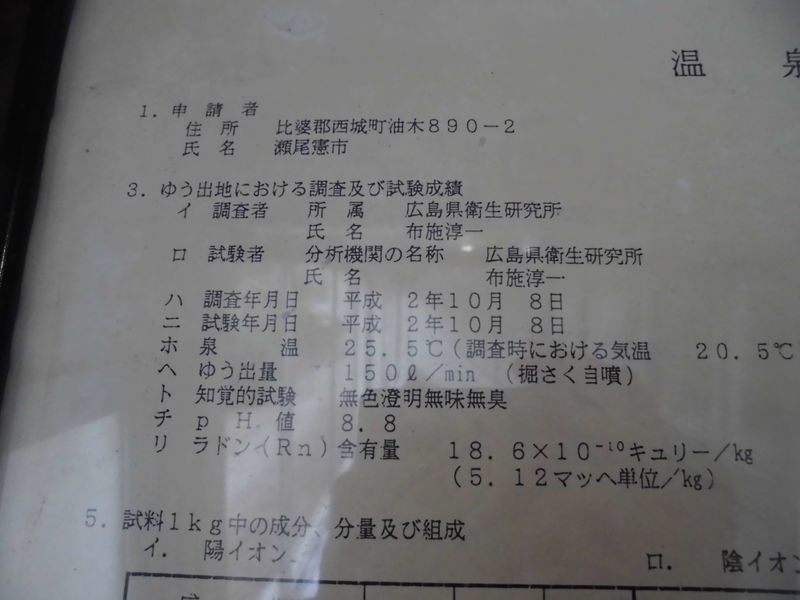 温 泉
1. 申請者
住所 比婆郡西城町油木890-2
氏名 瀬尾憲市
3. ゆう出地における調査及び試験成績
イ 調査者 所属 広島県衛生研究所
氏名 布施淳一
ロ 試験者 分析機関の名称 広島県衛生研究所
氏名 布施淳一
ハ 調査年月日 平成 2年10月 8日
ニ 試験年月日 平成 2年10月 8日
ホ 泉温 25.5℃(調査時における気温 20.5℃
ヘ ゆう出量 150ℓ/min (掘さく自噴)
ト 知覚的試験 無色澄明無味無臭
チ pH値 8.8
リ ラドン(Rn)含有量 18.6×10⁻¹⁰キュリー/kg
(5.12マッヘ単位/kg)
5. 試料1kg中の成分、分量及び組成
イ. 陽イオン、 ロ. 陰イオン